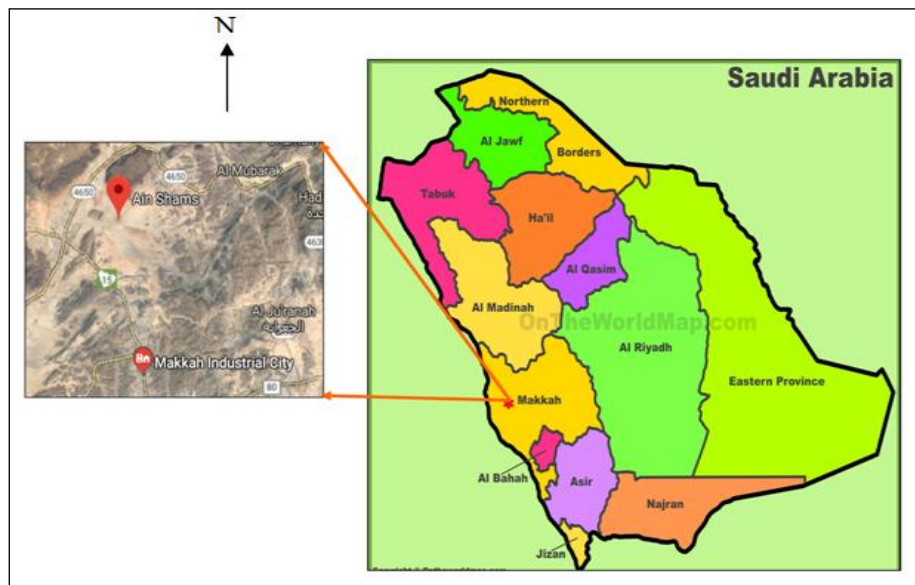 N
Saudi Arabia
Northern
Al Jawf
Borders
Tabuk
Ha'il
Al Qasim
Al Madinah
OnTheWorldMap.com
Al Riyadh
Eastern Province
Makkah
Al Bahah
Asir
Najran
Jizan
Al Mubarak
4650
4650
Ain Shams
Had
حدة
463
15
Al Ju'ranah
الجعرانة
Makkah Industrial City
80